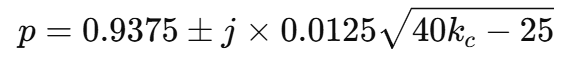 p = 0.9375 ± j × 0.0125√(40k_c − 25)